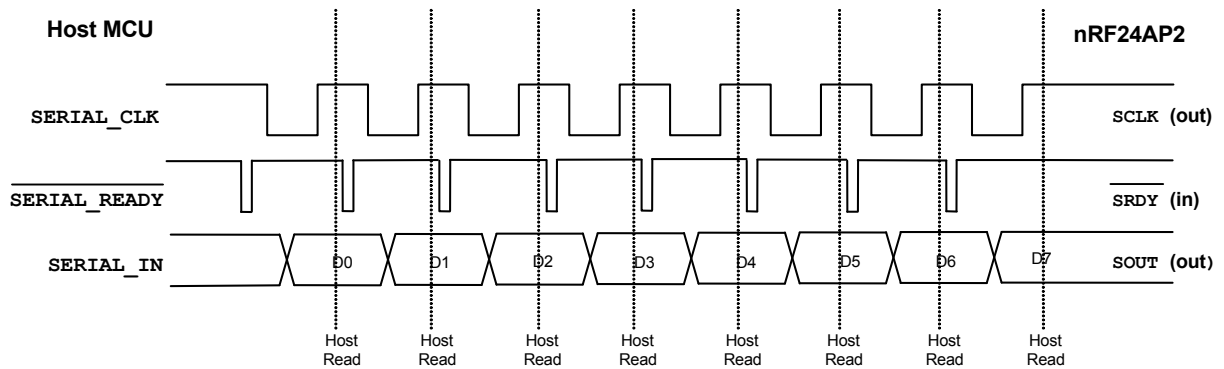 Host MCU
nRF24AP2
SERIAL_CLK
SCLK (out)
SERIAL_READY
SRDY (in)
SERIAL_IN
D0 D1 D2 D3 D4 D5 D6 D7
SOUT (out)
Host Host Host Host Host Host Host Host
Read Read Read Read Read Read Read Read